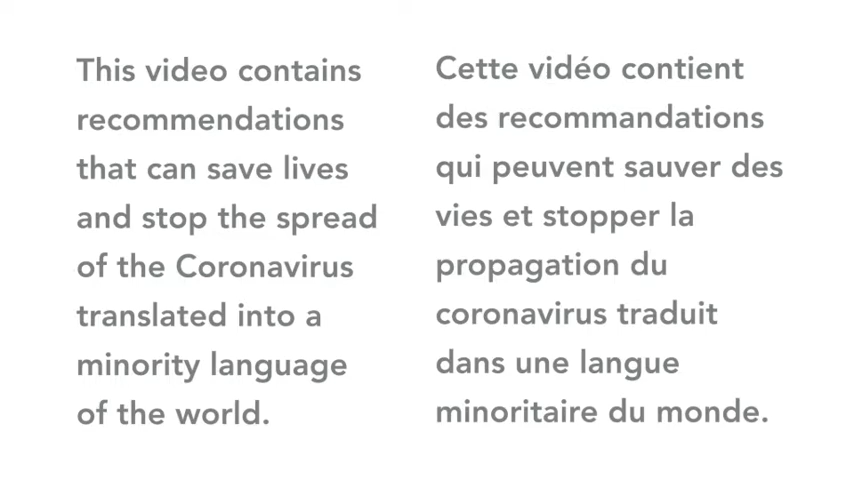 This video contains
recommendations
that can save lives
and stop the spread
of the Coronavirus
translated into a
minority language
of the world.
Cette vidéo contient
des recommandations
qui peuvent sauver des
vies et stopper la
propagation du
coronavirus traduit
dans une langue
minoritaire du monde.